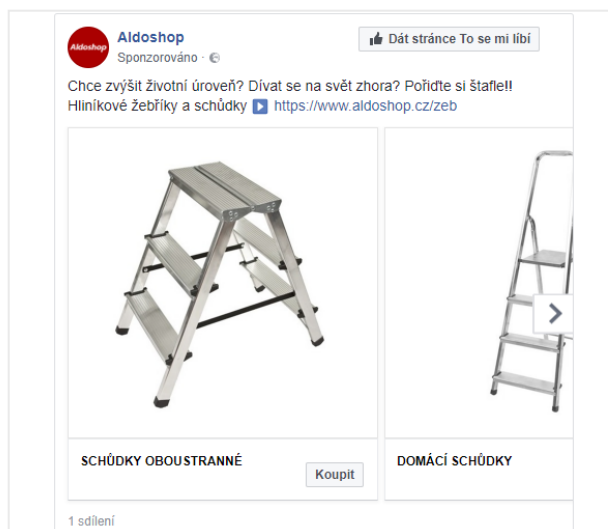 Aldoshop
Aldoshop
Dát stránce To se mi líbí
Sponzorováno ·
Chce zvýšit životní úroveň? Dívat se na svět zhora? Pořiďte si štafle!!
Hliníkové žebříky a schůdky ▶ https://www.aldoshop.cz/zeb
SCHŮDKY OBOUSTRANNÉ
Koupit
DOMÁCÍ SCHŮDKY
1 sdílení